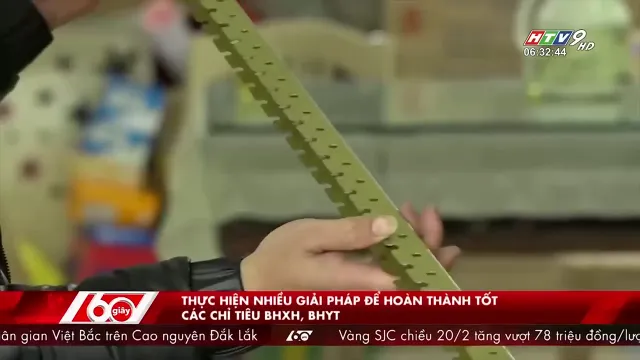 HTV9 HD
06:32:44
60 giây
THỰC HIỆN NHIỀU GIẢI PHÁP ĐỂ HOÀN THÀNH TỐT
CÁC CHỈ TIÊU BHXH, BHYT
ân gian Việt Bắc trên Cao nguyên Đắk Lắk
Vàng SJC chiều 20/2 tăng vượt 78 triệu đồng/lượ